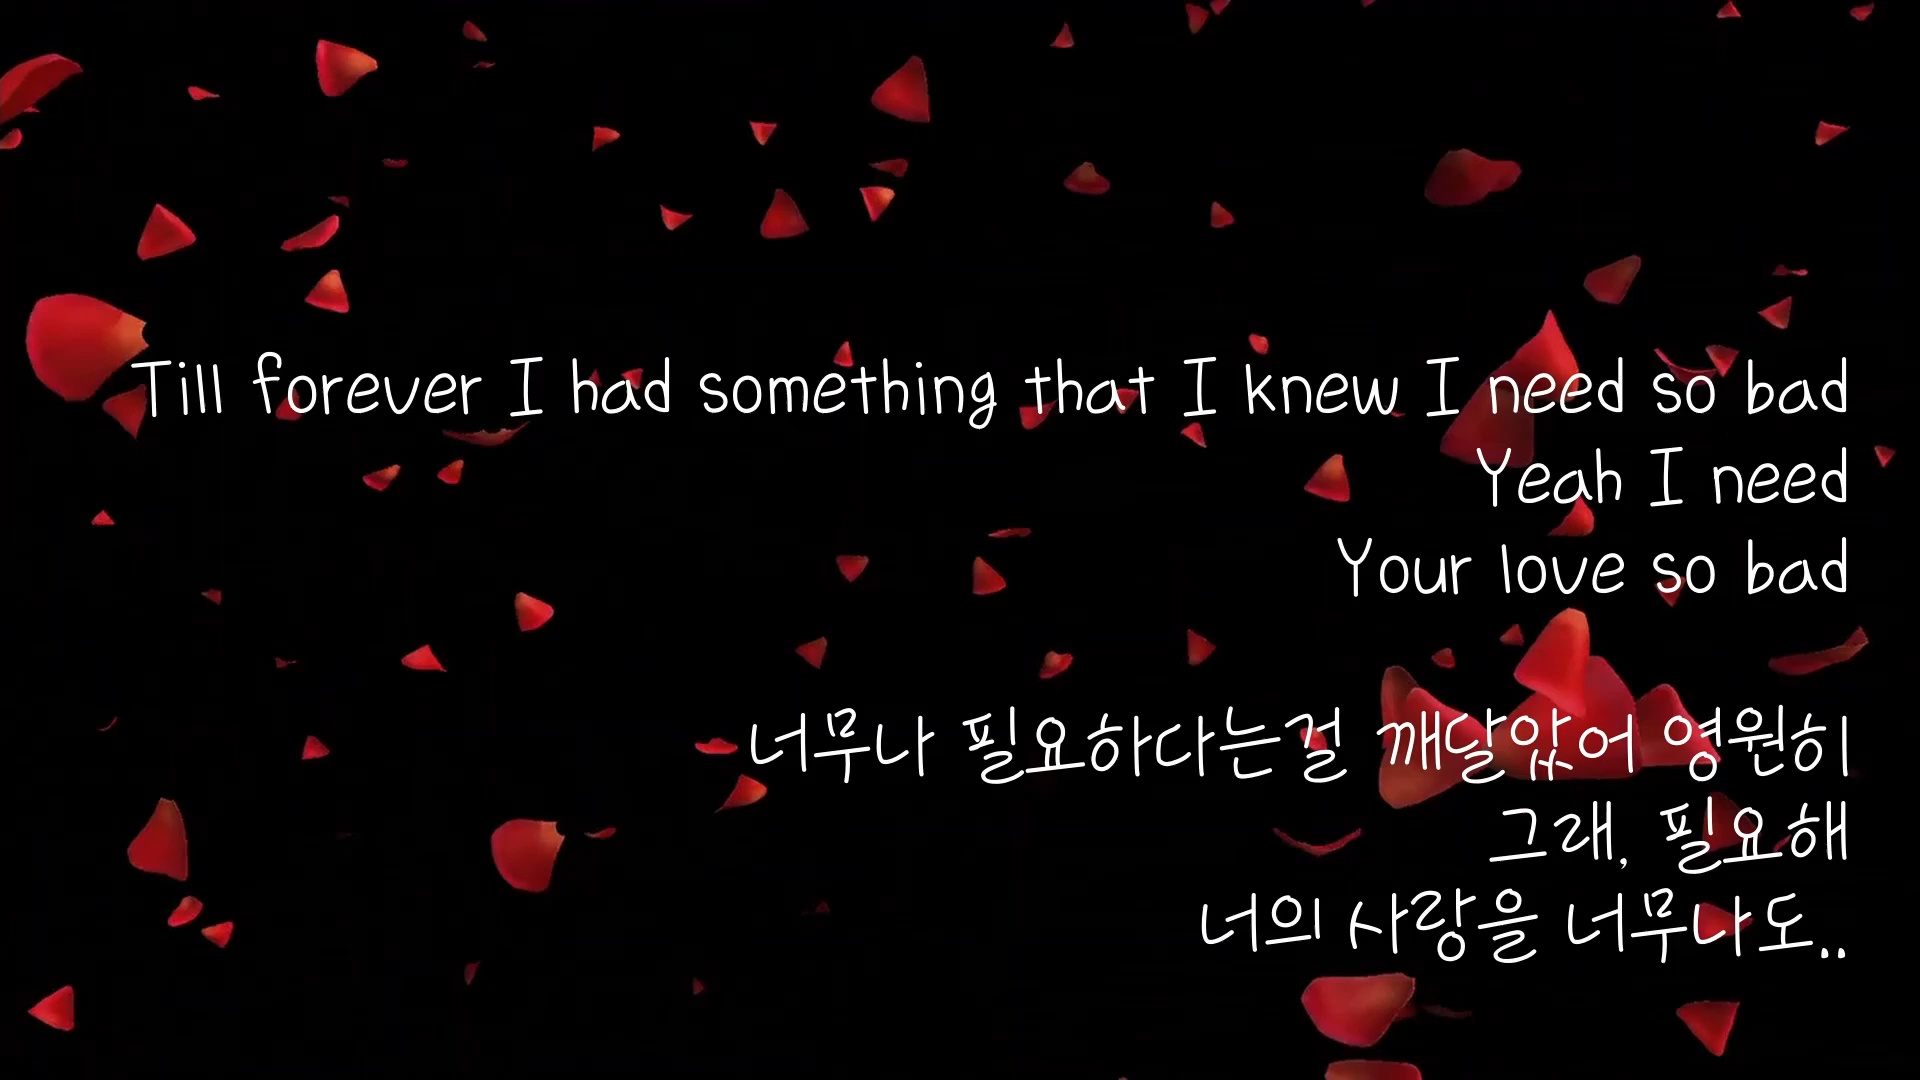 Till forever I had something that I knew I need so bad
Yeah I need
Your love so bad
너무나 필요하다는걸 깨달았어 영원히
그래, 필요해
너의 사랑을 너무나도..